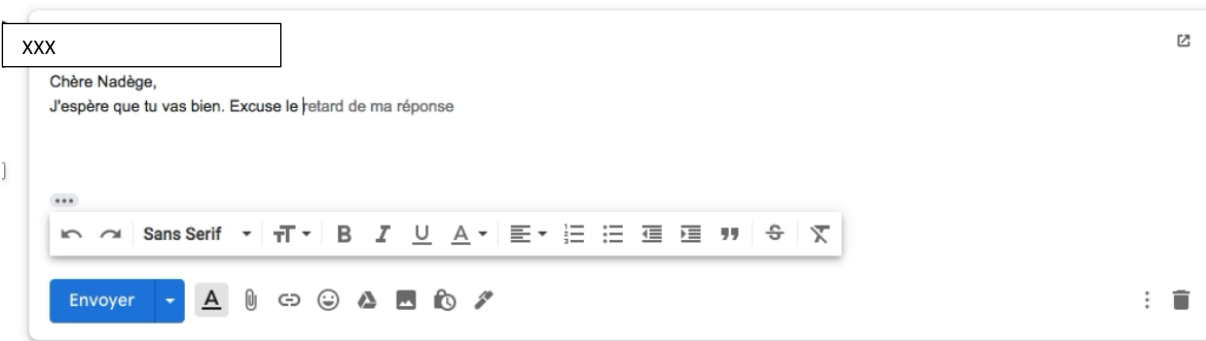 XXX
Chère Nadège,
J'espère que tu vas bien. Excuse le retard de ma réponse
Sans Serif
Envoyer